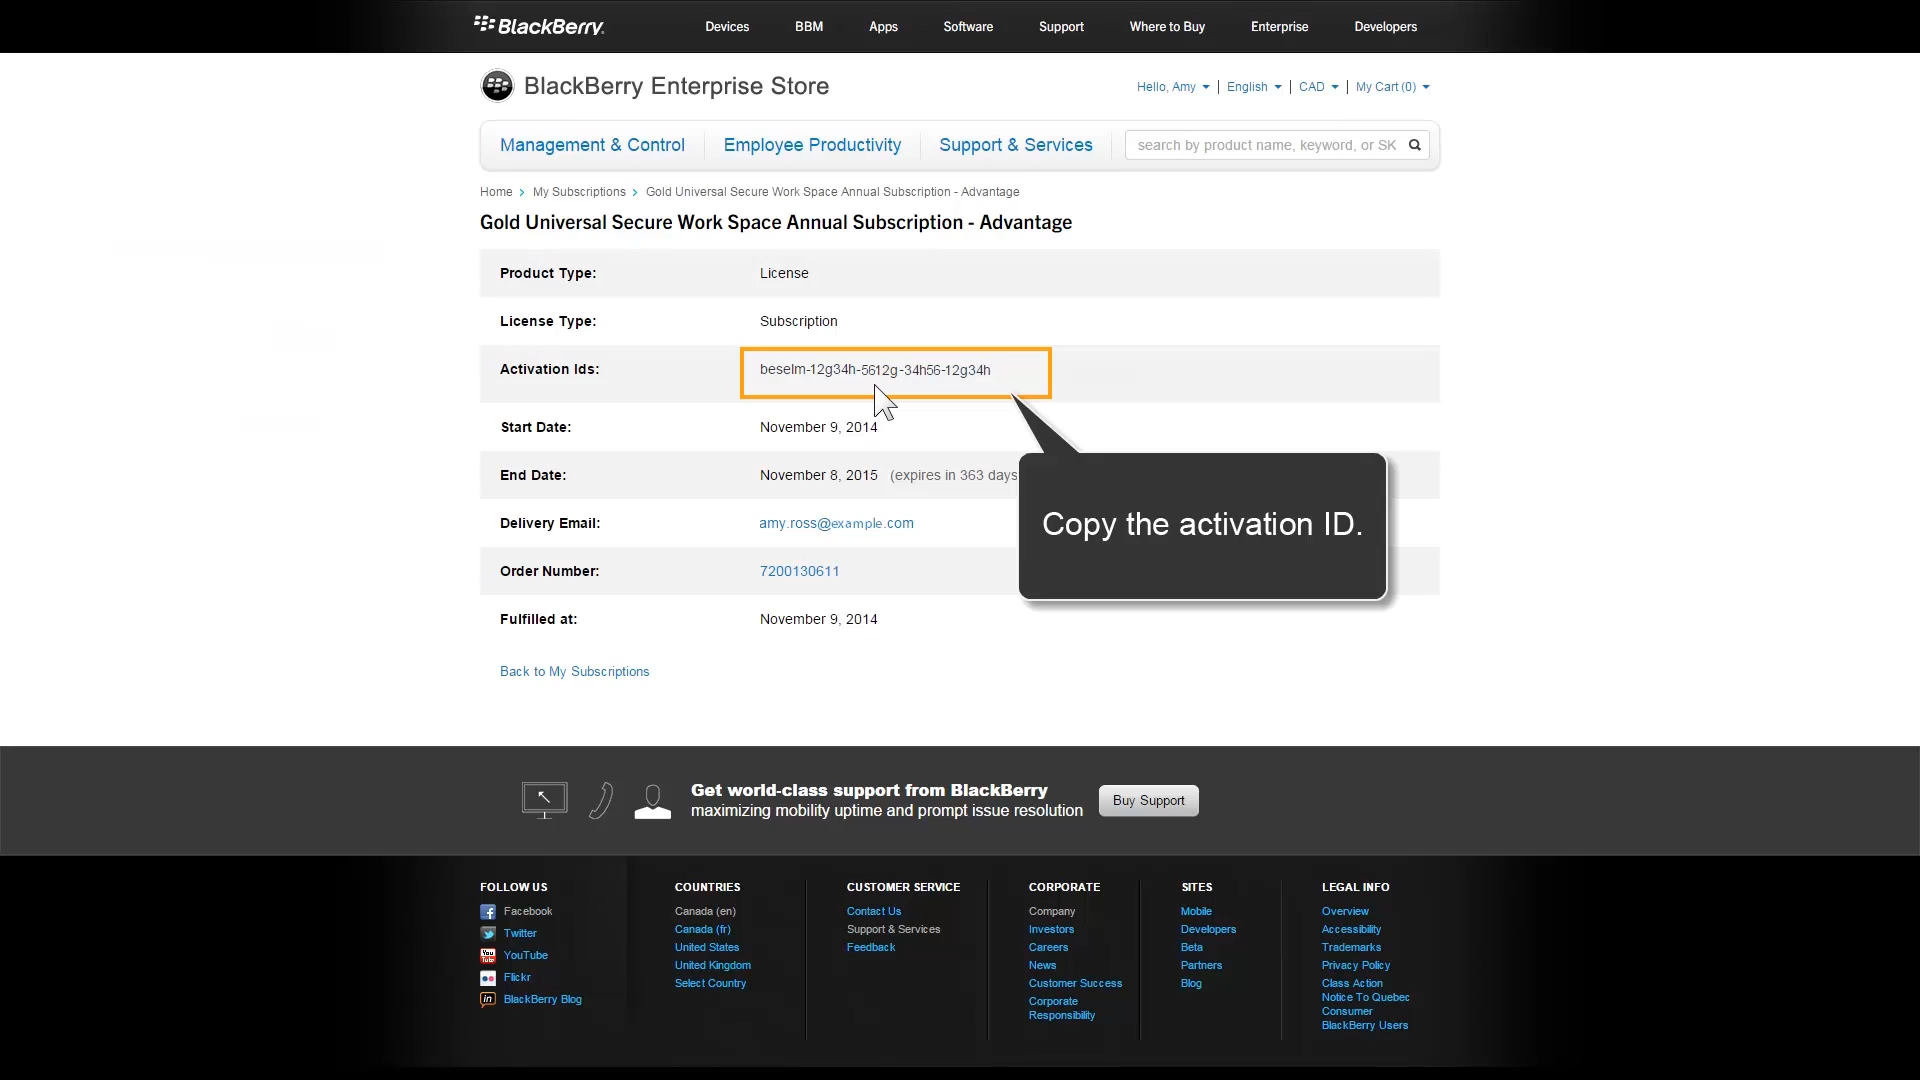 BlackBerry
Devices BBM Apps Software Support Where to Buy Enterprise Developers
BlackBerry Enterprise Store
Hello, Amy | English | CAD | My Cart (0)
Management & Control Employee Productivity Support & Services search by product name, keyword, or SK
Home > My Subscriptions > Gold Universal Secure Work Space Annual Subscription - Advantage
Gold Universal Secure Work Space Annual Subscription - Advantage
Product Type: License
License Type: Subscription
Activation Ids: beselm-12g34h-5612g-34h56-12g34h
Start Date: November 9, 2014
End Date: November 8, 2015 (expires in 363 days
Delivery Email: amy.ross@example.com
Order Number: 7200130611
Fulfilled at: November 9, 2014
Copy the activation ID.
Back to My Subscriptions
Get world-class support from BlackBerry
maximizing mobility uptime and prompt issue resolution
Buy Support
FOLLOW US
Facebook
Twitter
YouTube
Flickr
BlackBerry Blog
COUNTRIES
Canada (en)
Canada (fr)
United States
United Kingdom
Select Country
CUSTOMER SERVICE
Contact Us
Support & Services
Feedback
CORPORATE
Company
Investors
Careers
News
Customer Success
Corporate
Responsibility
SITES
Mobile
Developers
Beta
Partners
Blog
LEGAL INFO
Overview
Accessibility
Trademarks
Privacy Policy
Class Action
Notice To Quebec
Consumer
BlackBerry Users